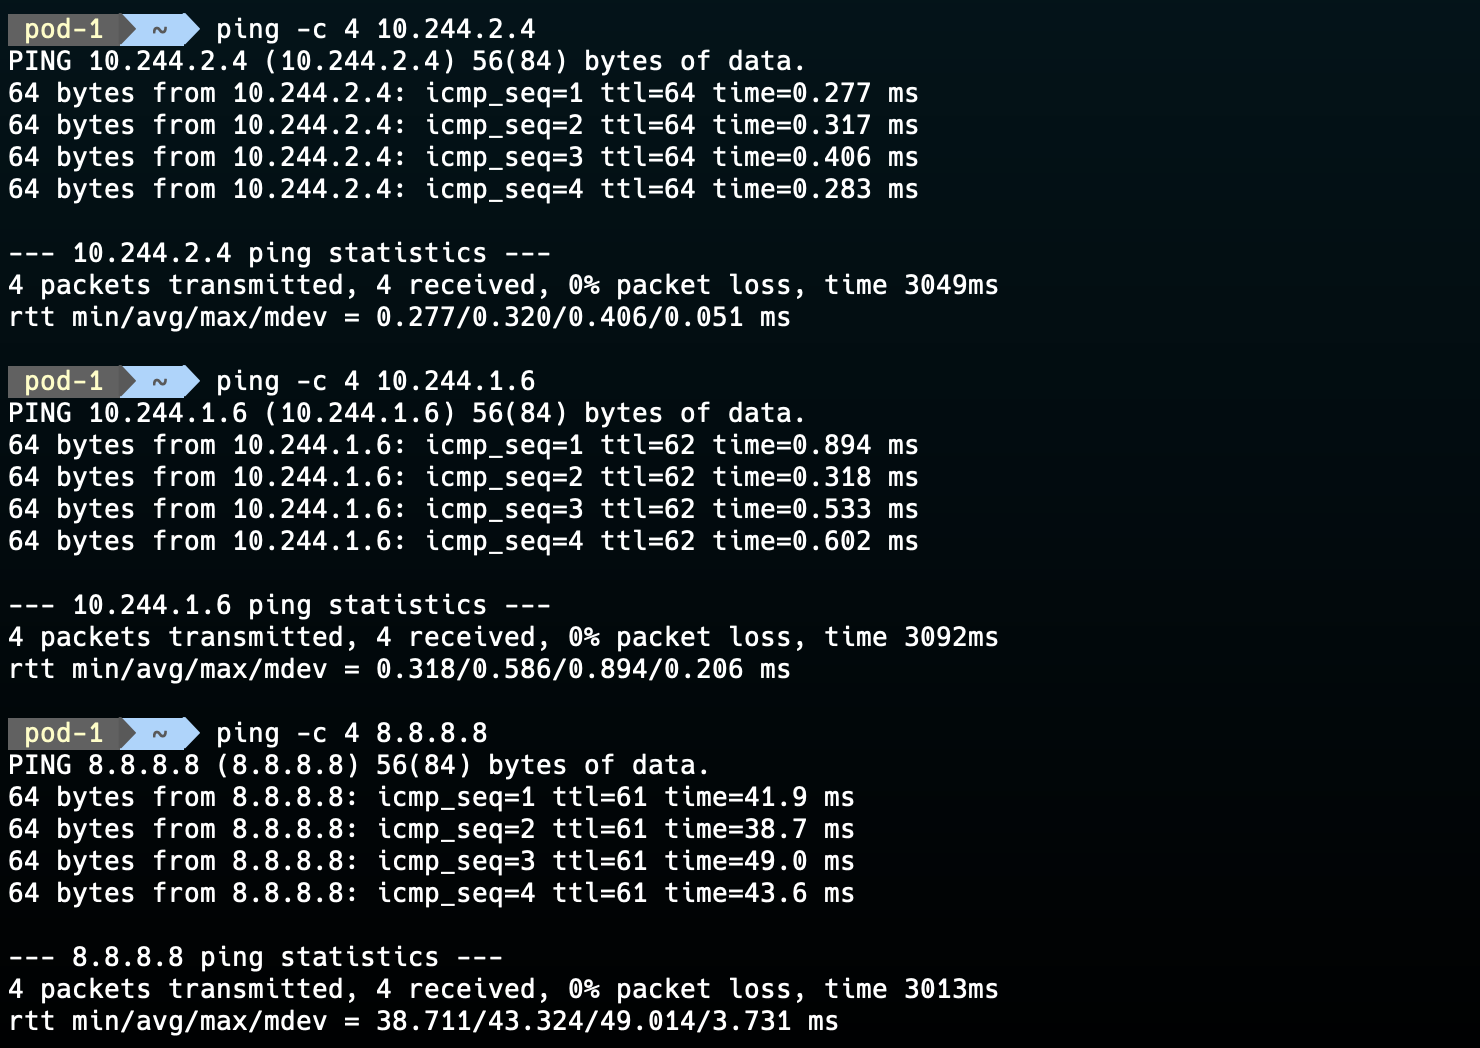 pod-1 ~ ping -c 4 10.244.2.4
PING 10.244.2.4 (10.244.2.4) 56(84) bytes of data.
64 bytes from 10.244.2.4: icmp_seq=1 ttl=64 time=0.277 ms
64 bytes from 10.244.2.4: icmp_seq=2 ttl=64 time=0.317 ms
64 bytes from 10.244.2.4: icmp_seq=3 ttl=64 time=0.406 ms
64 bytes from 10.244.2.4: icmp_seq=4 ttl=64 time=0.283 ms

--- 10.244.2.4 ping statistics ---
4 packets transmitted, 4 received, 0% packet loss, time 3049ms
rtt min/avg/max/mdev = 0.277/0.320/0.406/0.051 ms

pod-1 ~ ping -c 4 10.244.1.6
PING 10.244.1.6 (10.244.1.6) 56(84) bytes of data.
64 bytes from 10.244.1.6: icmp_seq=1 ttl=62 time=0.894 ms
64 bytes from 10.244.1.6: icmp_seq=2 ttl=62 time=0.318 ms
64 bytes from 10.244.1.6: icmp_seq=3 ttl=62 time=0.533 ms
64 bytes from 10.244.1.6: icmp_seq=4 ttl=62 time=0.602 ms

--- 10.244.1.6 ping statistics ---
4 packets transmitted, 4 received, 0% packet loss, time 3092ms
rtt min/avg/max/mdev = 0.318/0.586/0.894/0.206 ms

pod-1 ~ ping -c 4 8.8.8.8
PING 8.8.8.8 (8.8.8.8) 56(84) bytes of data.
64 bytes from 8.8.8.8: icmp_seq=1 ttl=61 time=41.9 ms
64 bytes from 8.8.8.8: icmp_seq=2 ttl=61 time=38.7 ms
64 bytes from 8.8.8.8: icmp_seq=3 ttl=61 time=49.0 ms
64 bytes from 8.8.8.8: icmp_seq=4 ttl=61 time=43.6 ms

--- 8.8.8.8 ping statistics ---
4 packets transmitted, 4 received, 0% packet loss, time 3013ms
rtt min/avg/max/mdev = 38.711/43.324/49.014/3.731 ms